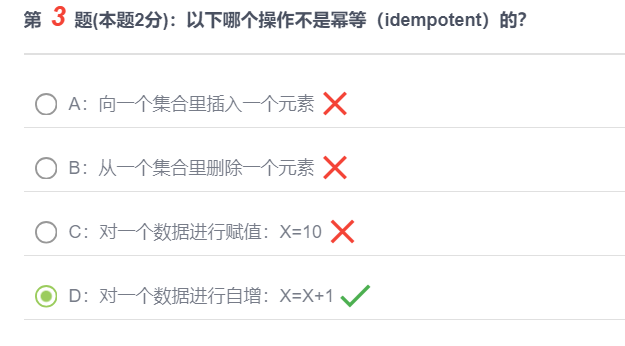 第 3 题(本题2分)：以下哪个操作不是幂等（idempotent）的?
A：向一个集合里插入一个元素
B：从一个集合里删除一个元素
C：对一个数据进行赋值：X=10
D：对一个数据进行自增：X=X+1